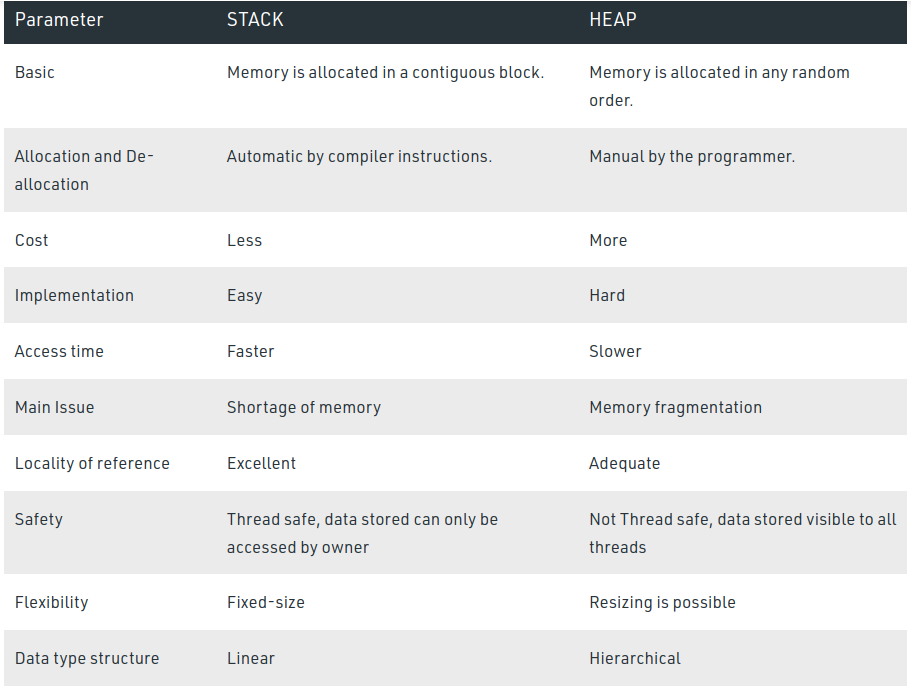 Parameter STACK HEAP
Basic Memory is allocated in a contiguous block. Memory is allocated in any random
order.
Allocation and De- Automatic by compiler instructions. Manual by the programmer.
allocation
Cost Less More
Implementation Easy Hard
Access time Faster Slower
Main Issue Shortage of memory Memory fragmentation
Locality of reference Excellent Adequate
Safety Thread safe, data stored can only be Not Thread safe, data stored visible to all
accessed by owner threads
Flexibility Fixed-size Resizing is possible
Data type structure Linear Hierarchical